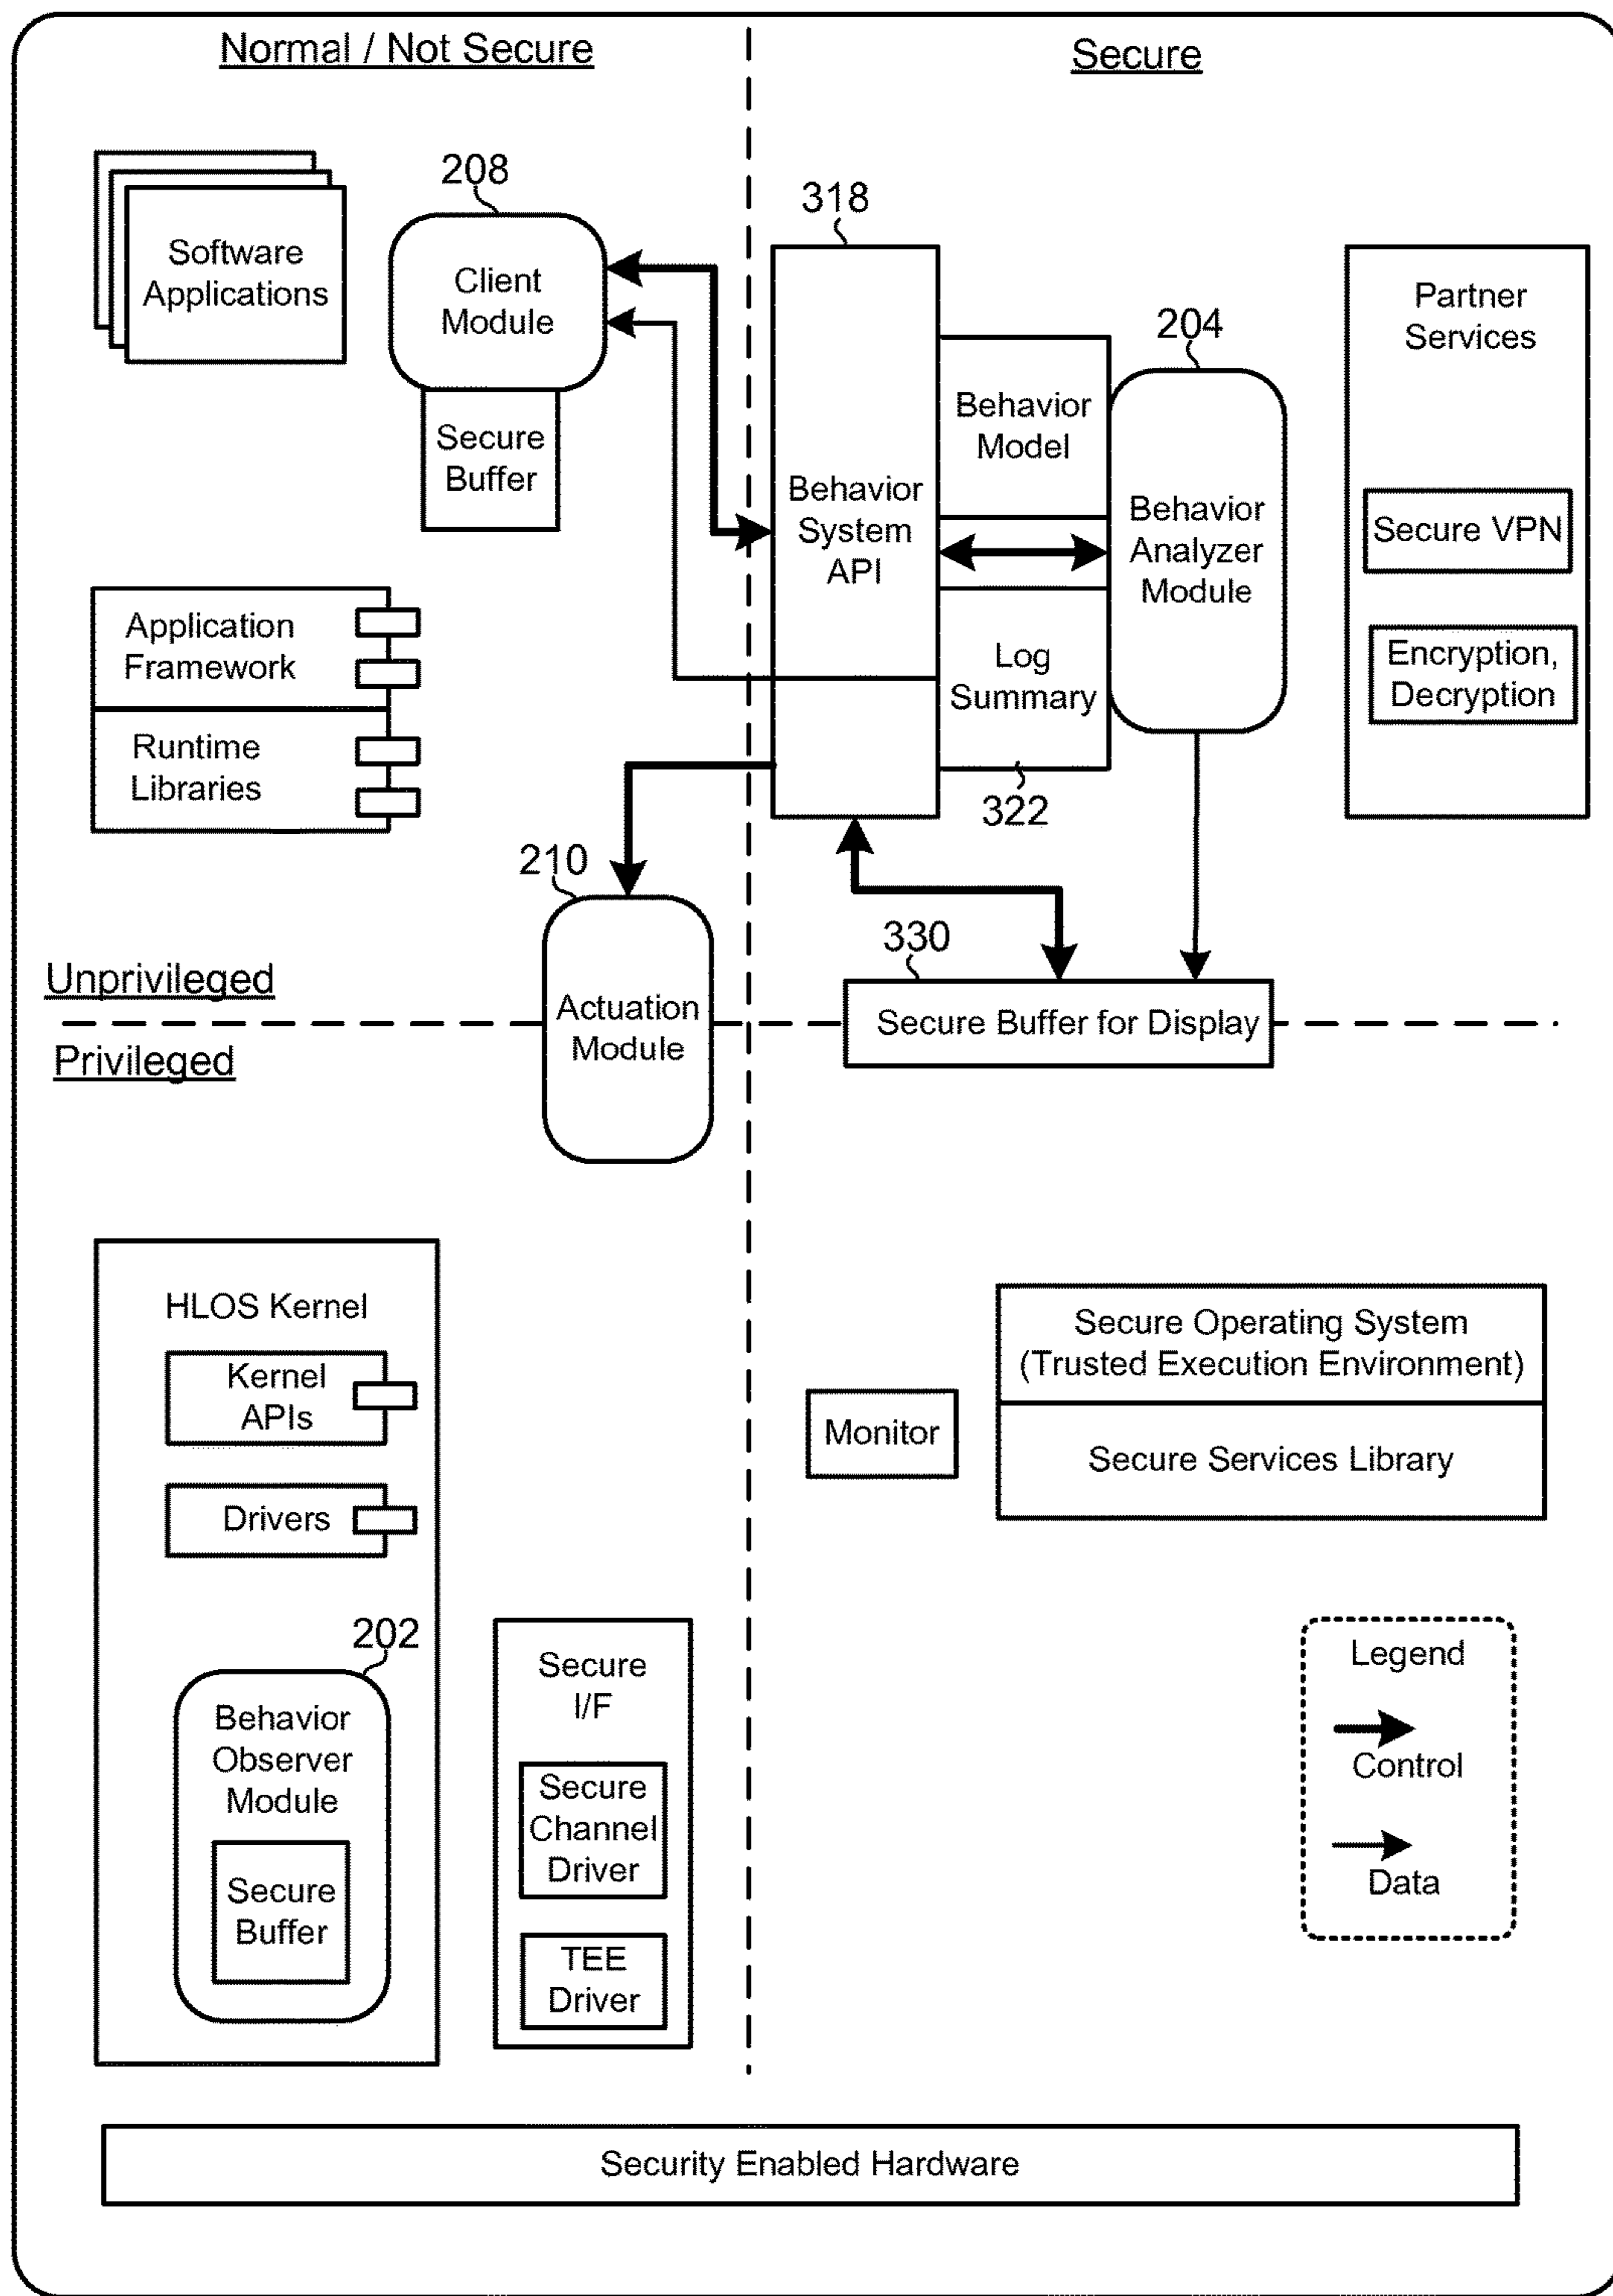 Normal / Not Secure
Secure
Software
Applications
208
Client
Module
Secure
Buffer
318
Behavior
System
API
Behavior
Model
204
Behavior
Analyzer
Module
Log
Summary
322
Partner
Services
Secure VPN
Encryption,
Decryption
Application
Framework
Runtime
Libraries
210
Actuation
Module
330
Secure Buffer for Display
Unprivileged
Privileged
HLOS Kernel
Kernel
APIs
Drivers
202
Behavior
Observer
Module
Secure
Buffer
Secure
I/F
Secure
Channel
Driver
TEE
Driver
Monitor
Secure Operating System
(Trusted Execution Environment)
Secure Services Library
Legend
Control
Data
Security Enabled Hardware